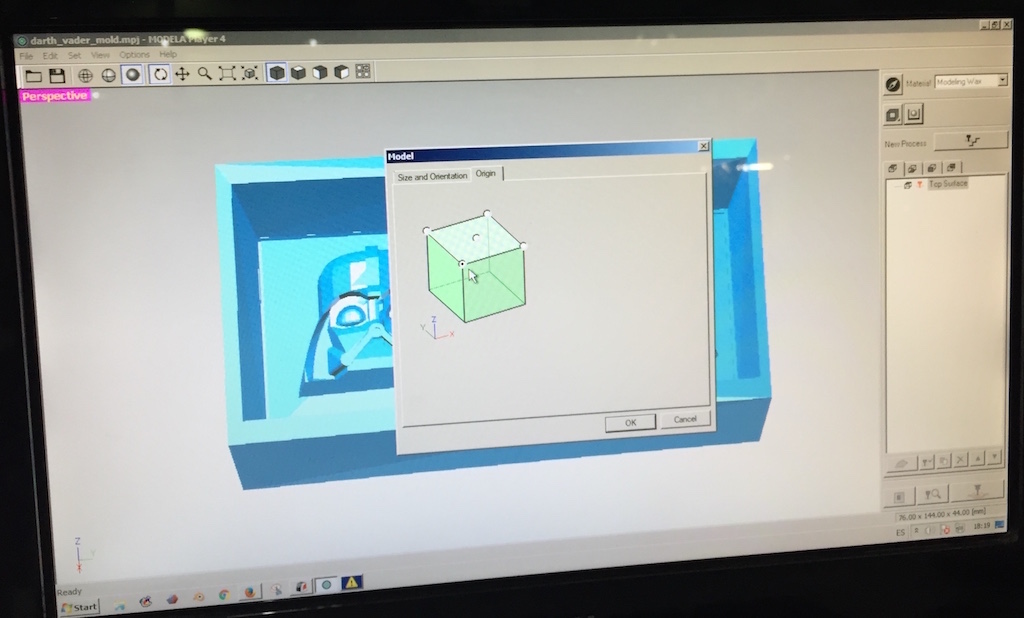 darth_vader_mold.mpj - MODELA Player 4
File Edit Set View Options Help
Perspective
Material Modeling Wax
New Process
Top Surface
Model
Size and Orientation Origin
Z
Y X
OK Cancel
76.00 x 144.00 x 44.00 [mm]
Z
Y
X
Ready
Start
ES 18:19